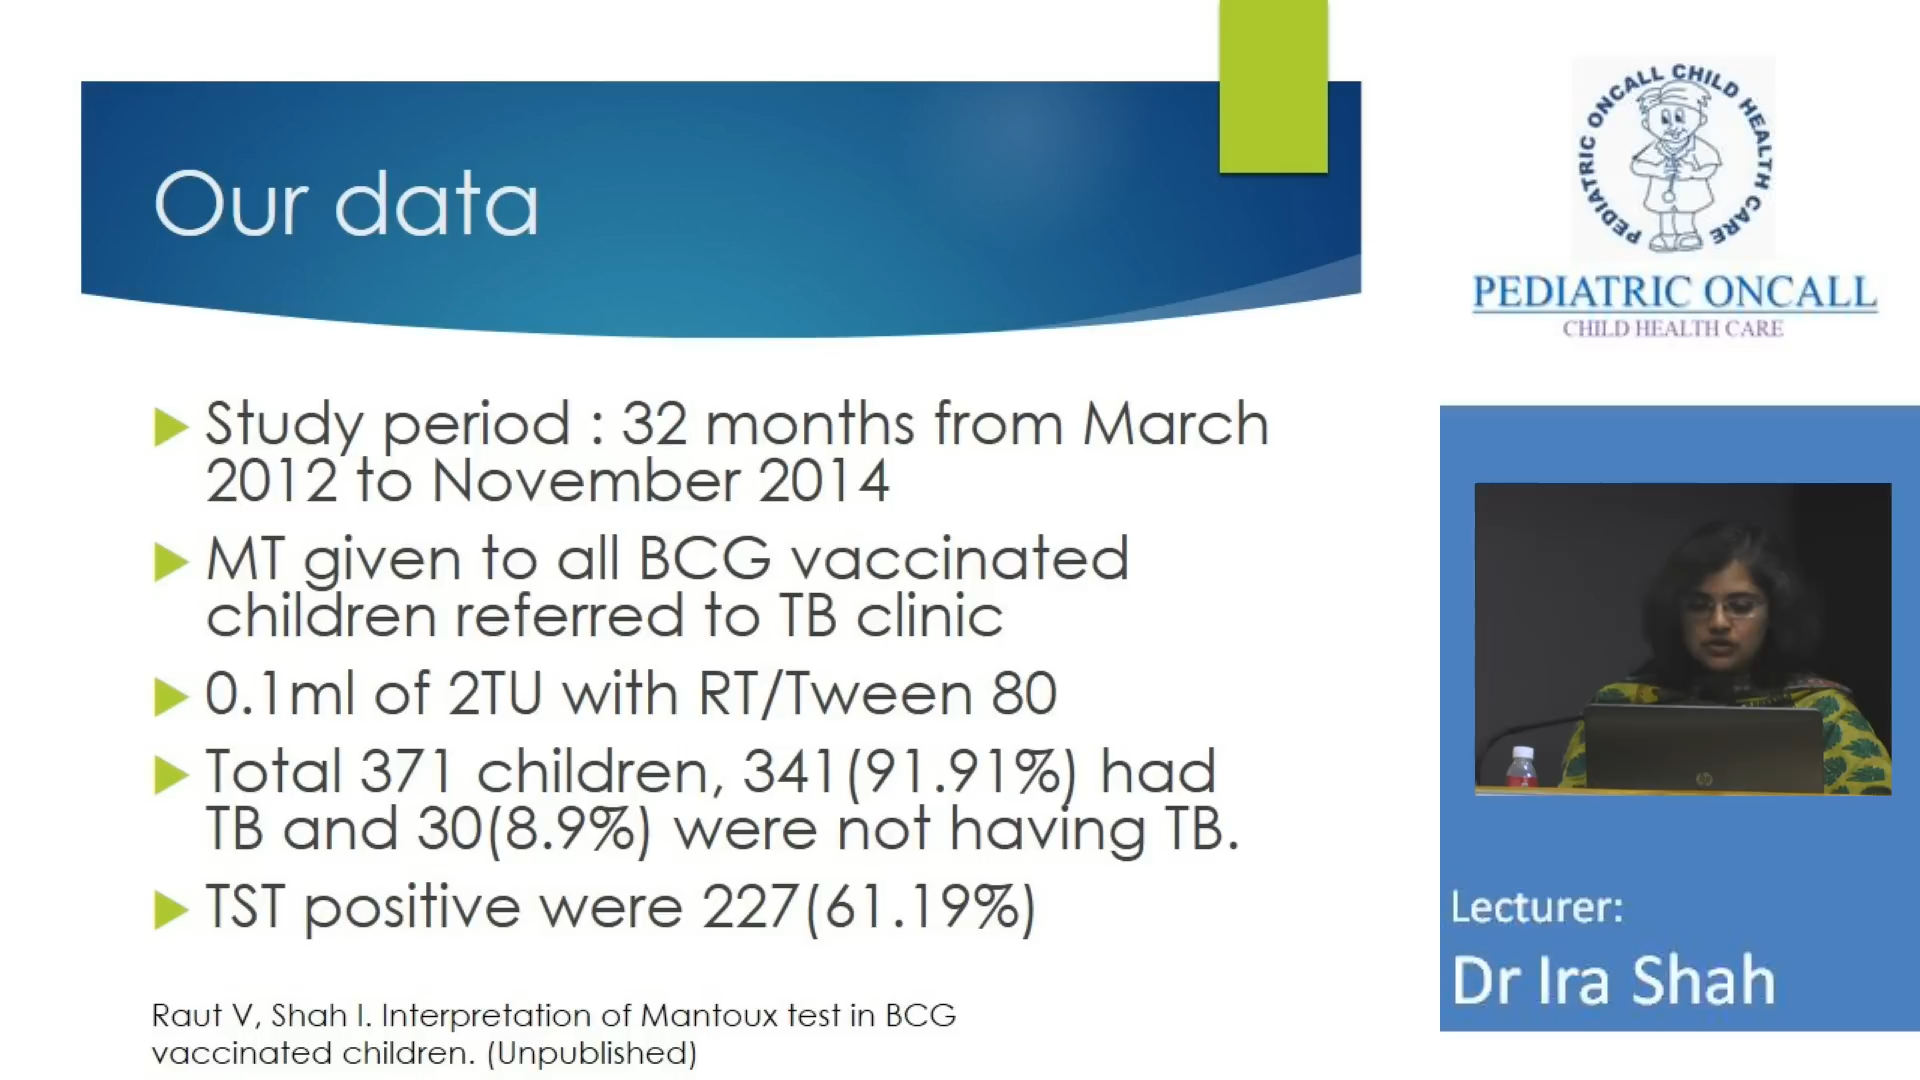 Our data
Study period : 32 months from March
2012 to November 2014
MT given to all BCG vaccinated
children referred to TB clinic
0.1ml of 2TU with RT/Tween 80
Total 371 children, 341(91.91%) had
TB and 30(8.9%) were not having TB.
TST positive were 227(61.19%)
Raut V, Shah I. Interpretation of Mantoux test in BCG
vaccinated children. (Unpublished)
PEDIATRIC ONCALL CHILD HEALTH CARE
PEDIATRIC ONCALL
CHILD HEALTH CARE
hp
Lecturer:
Dr Ira Shah